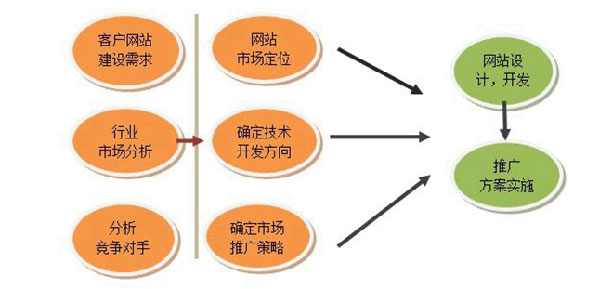 客户网站
建设需求
网站
市场定位
网站设
计，开发
行业
市场分析
确定技术
开发方向
推广
方案实施
分析
竞争对手
确定市场
推广策略